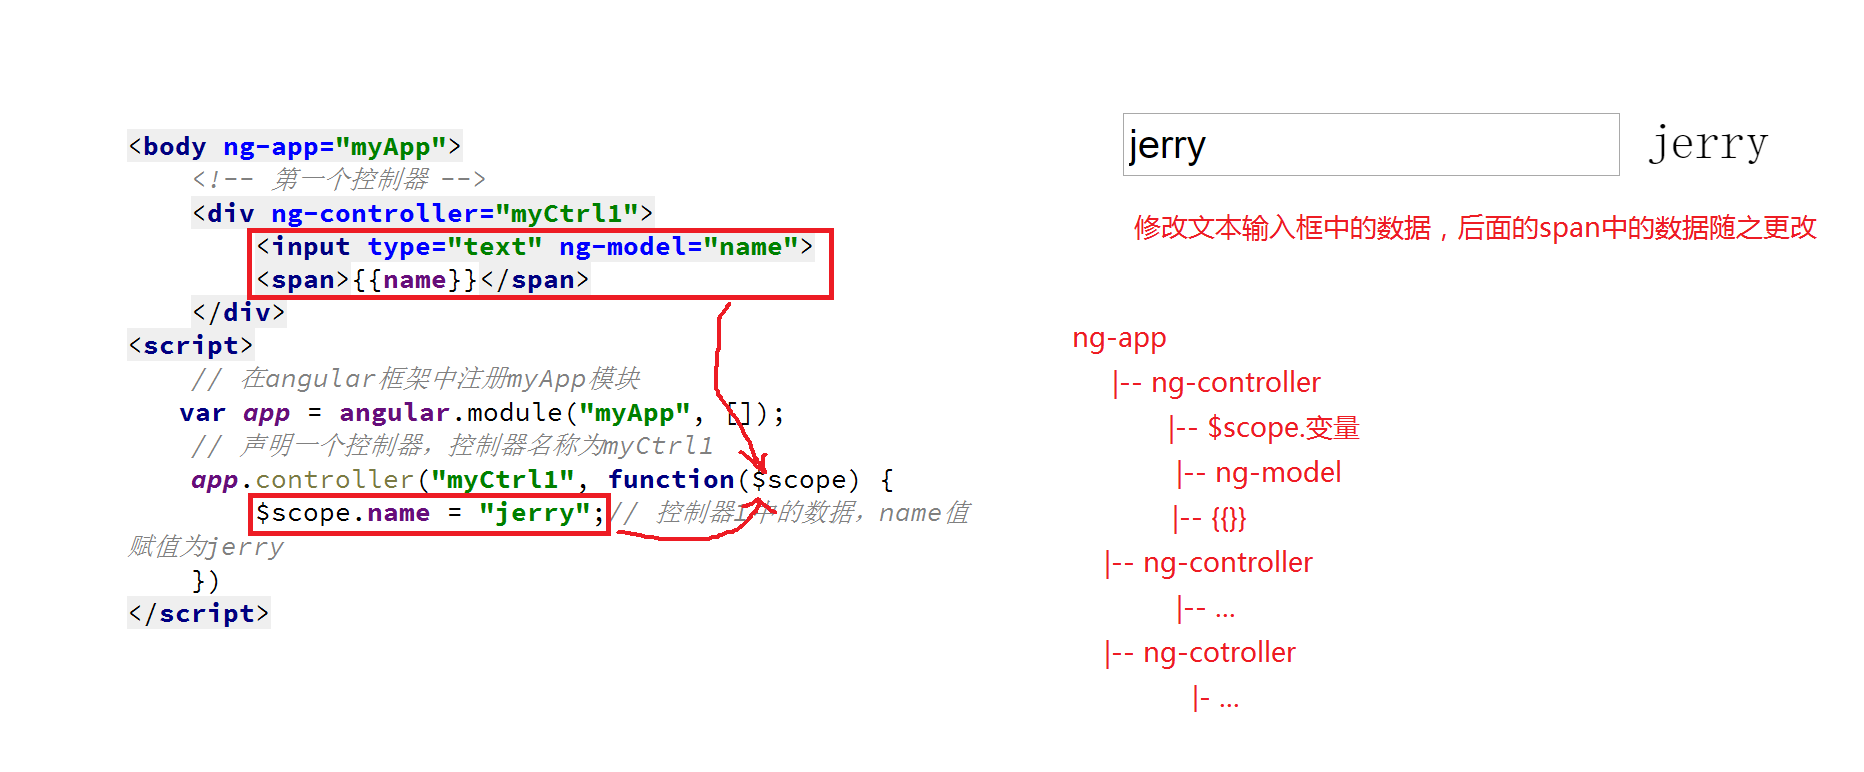 <body ng-app="myApp">
<!-- 第一个控制器 -->
<div ng-controller="myCtrl1">
<input type="text" ng-model="name">
<span>{{name}}</span>
</div>
<script>
// 在angular框架中注册myApp模块
var app = angular.module("myApp", []);
// 声明一个控制器，控制器名称为myCtrl1
app.controller("myCtrl1", function($scope) {
$scope.name = "jerry";// 控制器1中的数据，name值
赋值为jerry
})
</script>
jerry
jerry
修改文本输入框中的数据，后面的span中的数据随之更改
ng-app
|-- ng-controller
|-- $scope.变量
|-- ng-model
|-- {{}}
|-- ng-controller
|-- ...
|-- ng-cotroller
|- ...